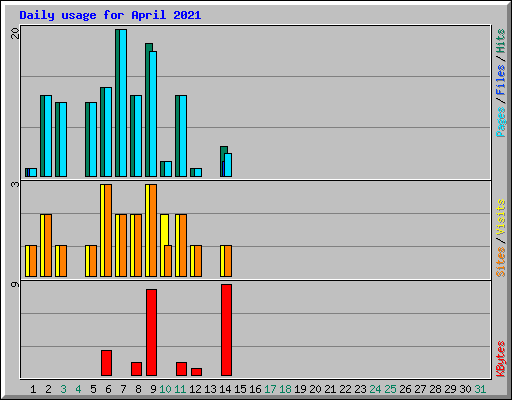 Daily usage for April 2021
20
Pages/Files/Hits
3
Sites/Visits
9
KBytes
1 2 3 4 5 6 7 8 9 10 11 12 13 14 15 16 17 18 19 20 21 22 23 24 25 26 27 28 29 30 31